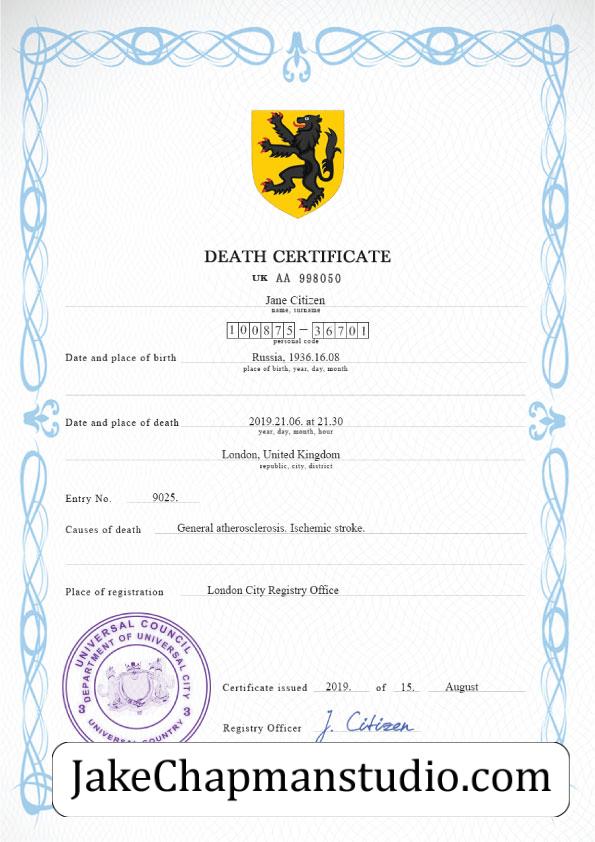 DEATH CERTIFICATE
UK AA 998050
Jane Citizen
name, surname
100875-36701
personal code
Date and place of birth Russia, 1936.16.08
place of birth, year, day, month
Date and place of death 2019.21.06. at 21.30
year, day, month, hour
London, United Kingdom
republic, city, district
Entry No. 9025.
Causes of death General atherosclerosis. Ischemic stroke.
Place of registration London City Registry Office
UNIVERSAL COUNCIL
DEPARTMENT OF UNIVERSAL CITY
3 3
UNIVERSAL COUNTRY
Certificate issued 2019. of 15. August
Registry Officer J. Citizen
JakeChapmanstudio.com